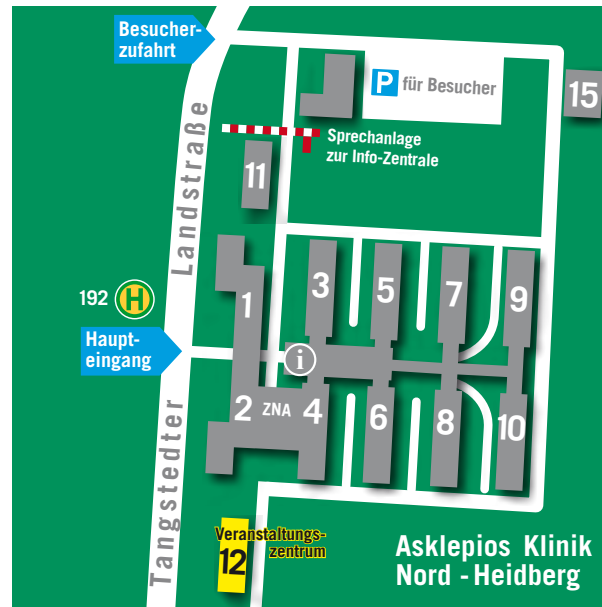 Besucher-
zufahrt
P für Besucher
15
Sprechanlage
zur Info-Zentrale
11
Tangstedter Landstraße
192 H
1
3
5
7
9
Haupt-
eingang
i
2 ZNA 4
6
8
10
Veranstaltungs-
zentrum
12
Asklepios Klinik
Nord - Heidberg